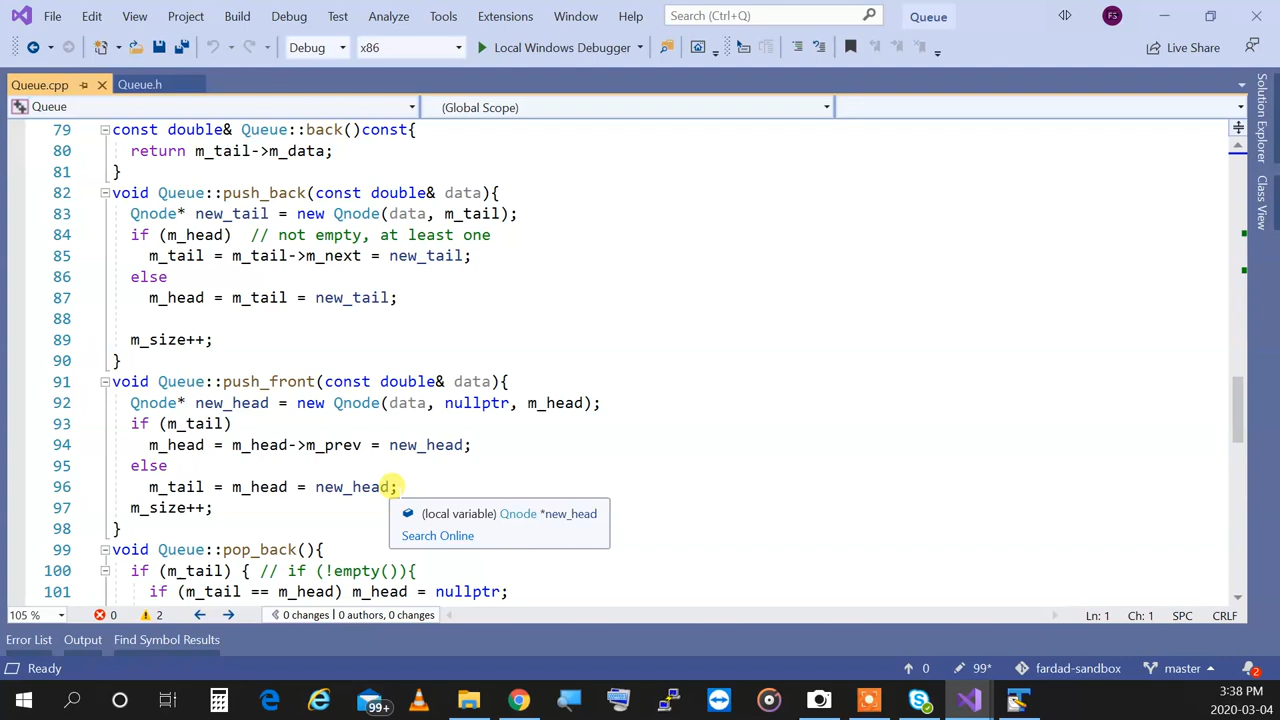 File Edit View Project Build Debug Test Analyze Tools Extensions Window Help Search (Ctrl+Q) Queue FS
Debug x86 Local Windows Debugger Live Share
Queue.cpp Queue.h
Queue (Global Scope)
79 const double& Queue::back()const{
80 return m_tail->m_data;
81 }
82 void Queue::push_back(const double& data){
83 Qnode* new_tail = new Qnode(data, m_tail);
84 if (m_head) // not empty, at least one
85 m_tail = m_tail->m_next = new_tail;
86 else
87 m_head = m_tail = new_tail;
88
89 m_size++;
90 }
91 void Queue::push_front(const double& data){
92 Qnode* new_head = new Qnode(data, nullptr, m_head);
93 if (m_tail)
94 m_head = m_head->m_prev = new_head;
95 else
96 m_tail = m_head = new_head;
97 m_size++;
98 }
(local variable) Qnode *new_head
Search Online
99 void Queue::pop_back(){
100 if (m_tail) { // if (!empty()){
101 if (m_tail == m_head) m_head = nullptr;
Solution Explorer
Class View
105 % 0 2 0 changes | 0 authors, 0 changes Ln: 1 Ch: 1 SPC CRLF
Error List Output Find Symbol Results
Ready 0 99* fardad-sandbox master 2
99+ 3:38 PM
2020-03-04